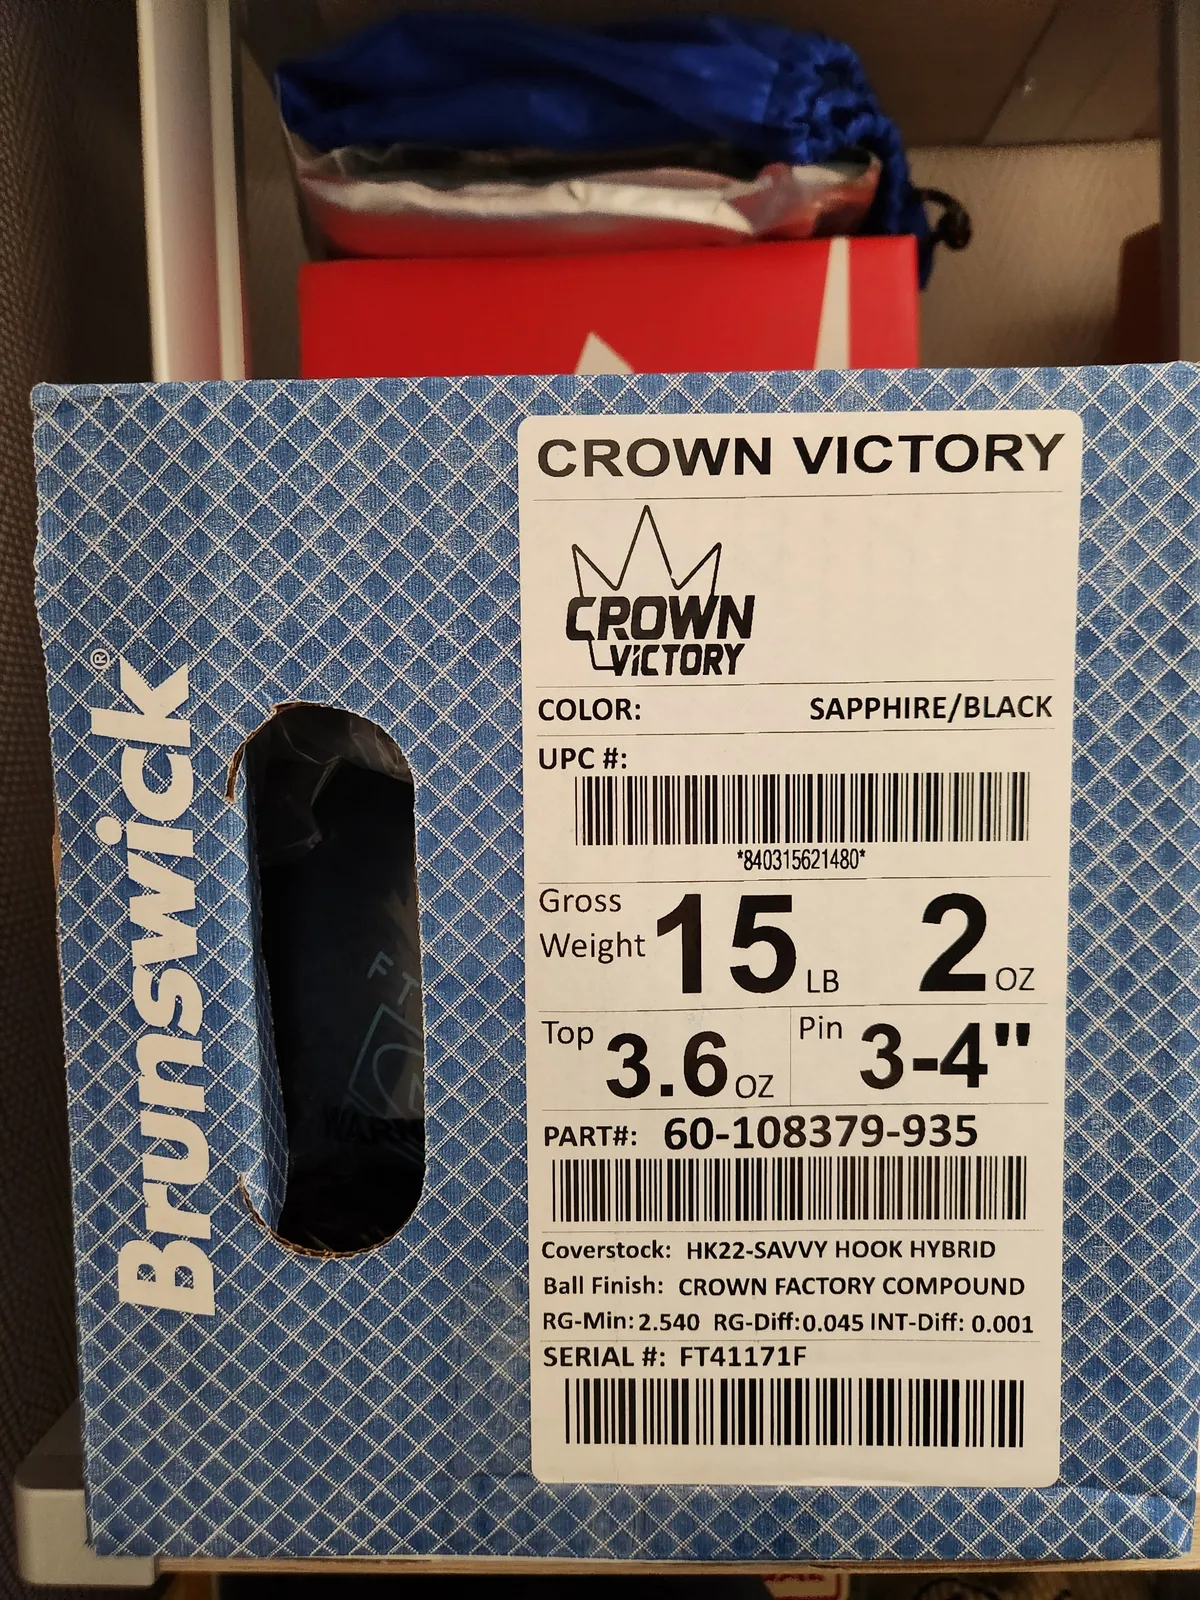 CROWN VICTORY
CROWN
VICTORY
COLOR: SAPPHIRE/BLACK
UPC #:
*840315621480*
Gross Weight 15 LB 2 OZ
Top 3.6 OZ Pin 3-4"
PART#: 60-108379-935
Coverstock: HK22-SAVVY HOOK HYBRID
Ball Finish: CROWN FACTORY COMPOUND
RG-Min: 2.540 RG-Diff: 0.045 INT-Diff: 0.001
SERIAL #: FT41171F
Brunswick®
FT